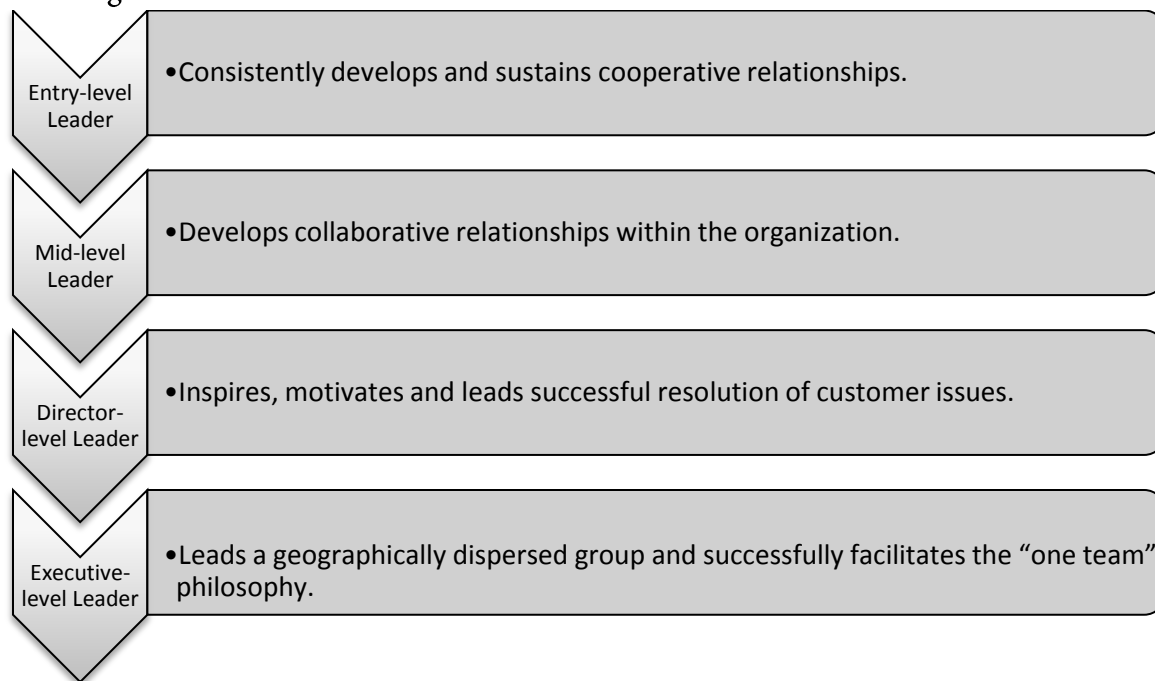 Entry-level
Leader
•Consistently develops and sustains cooperative relationships.
Mid-level
Leader
•Develops collaborative relationships within the organization.
Director-
level Leader
•Inspires, motivates and leads successful resolution of customer issues.
Executive-
level Leader
•Leads a geographically dispersed group and successfully facilitates the “one team”
philosophy.